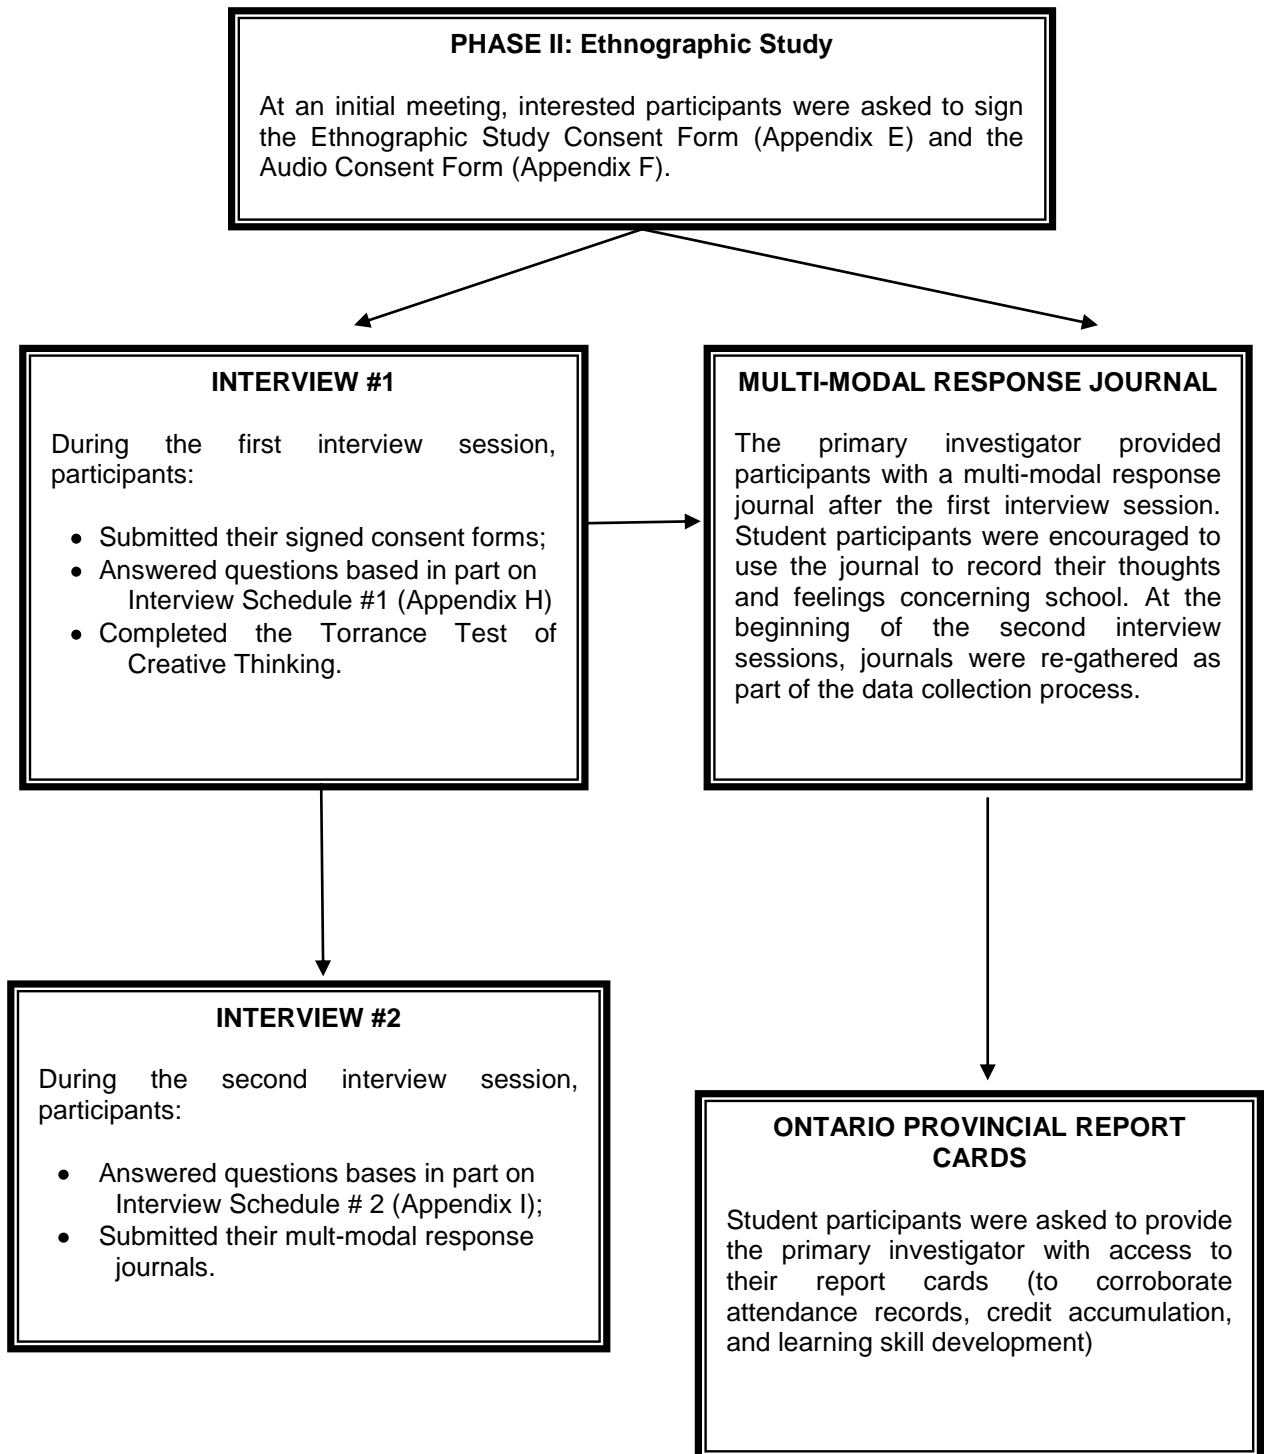 PHASE II: Ethnographic Study
At an initial meeting, interested participants were asked to sign
the Ethnographic Study Consent Form (Appendix E) and the
Audio Consent Form (Appendix F).
INTERVIEW #1
During the first interview session,
participants:
• Submitted their signed consent forms;
• Answered questions based in part on
Interview Schedule #1 (Appendix H)
• Completed the Torrance Test of
Creative Thinking.
MULTI-MODAL RESPONSE JOURNAL
The primary investigator provided
participants with a multi-modal response
journal after the first interview session.
Student participants were encouraged to
use the journal to record their thoughts
and feelings concerning school. At the
beginning of the second interview
sessions, journals were re-gathered as
part of the data collection process.
INTERVIEW #2
During the second interview session,
participants:
• Answered questions bases in part on
Interview Schedule # 2 (Appendix I);
• Submitted their mult-modal response
journals.
ONTARIO PROVINCIAL REPORT
CARDS
Student participants were asked to provide
the primary investigator with access to
their report cards (to corroborate
attendance records, credit accumulation,
and learning skill development)